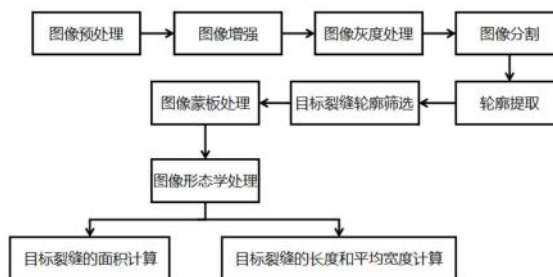 图像预处理
图像增强
图像灰度处理
图像分割
轮廓提取
目标裂缝轮廓筛选
图像蒙板处理
图像形态学处理
目标裂缝的面积计算
目标裂缝的长度和平均宽度计算